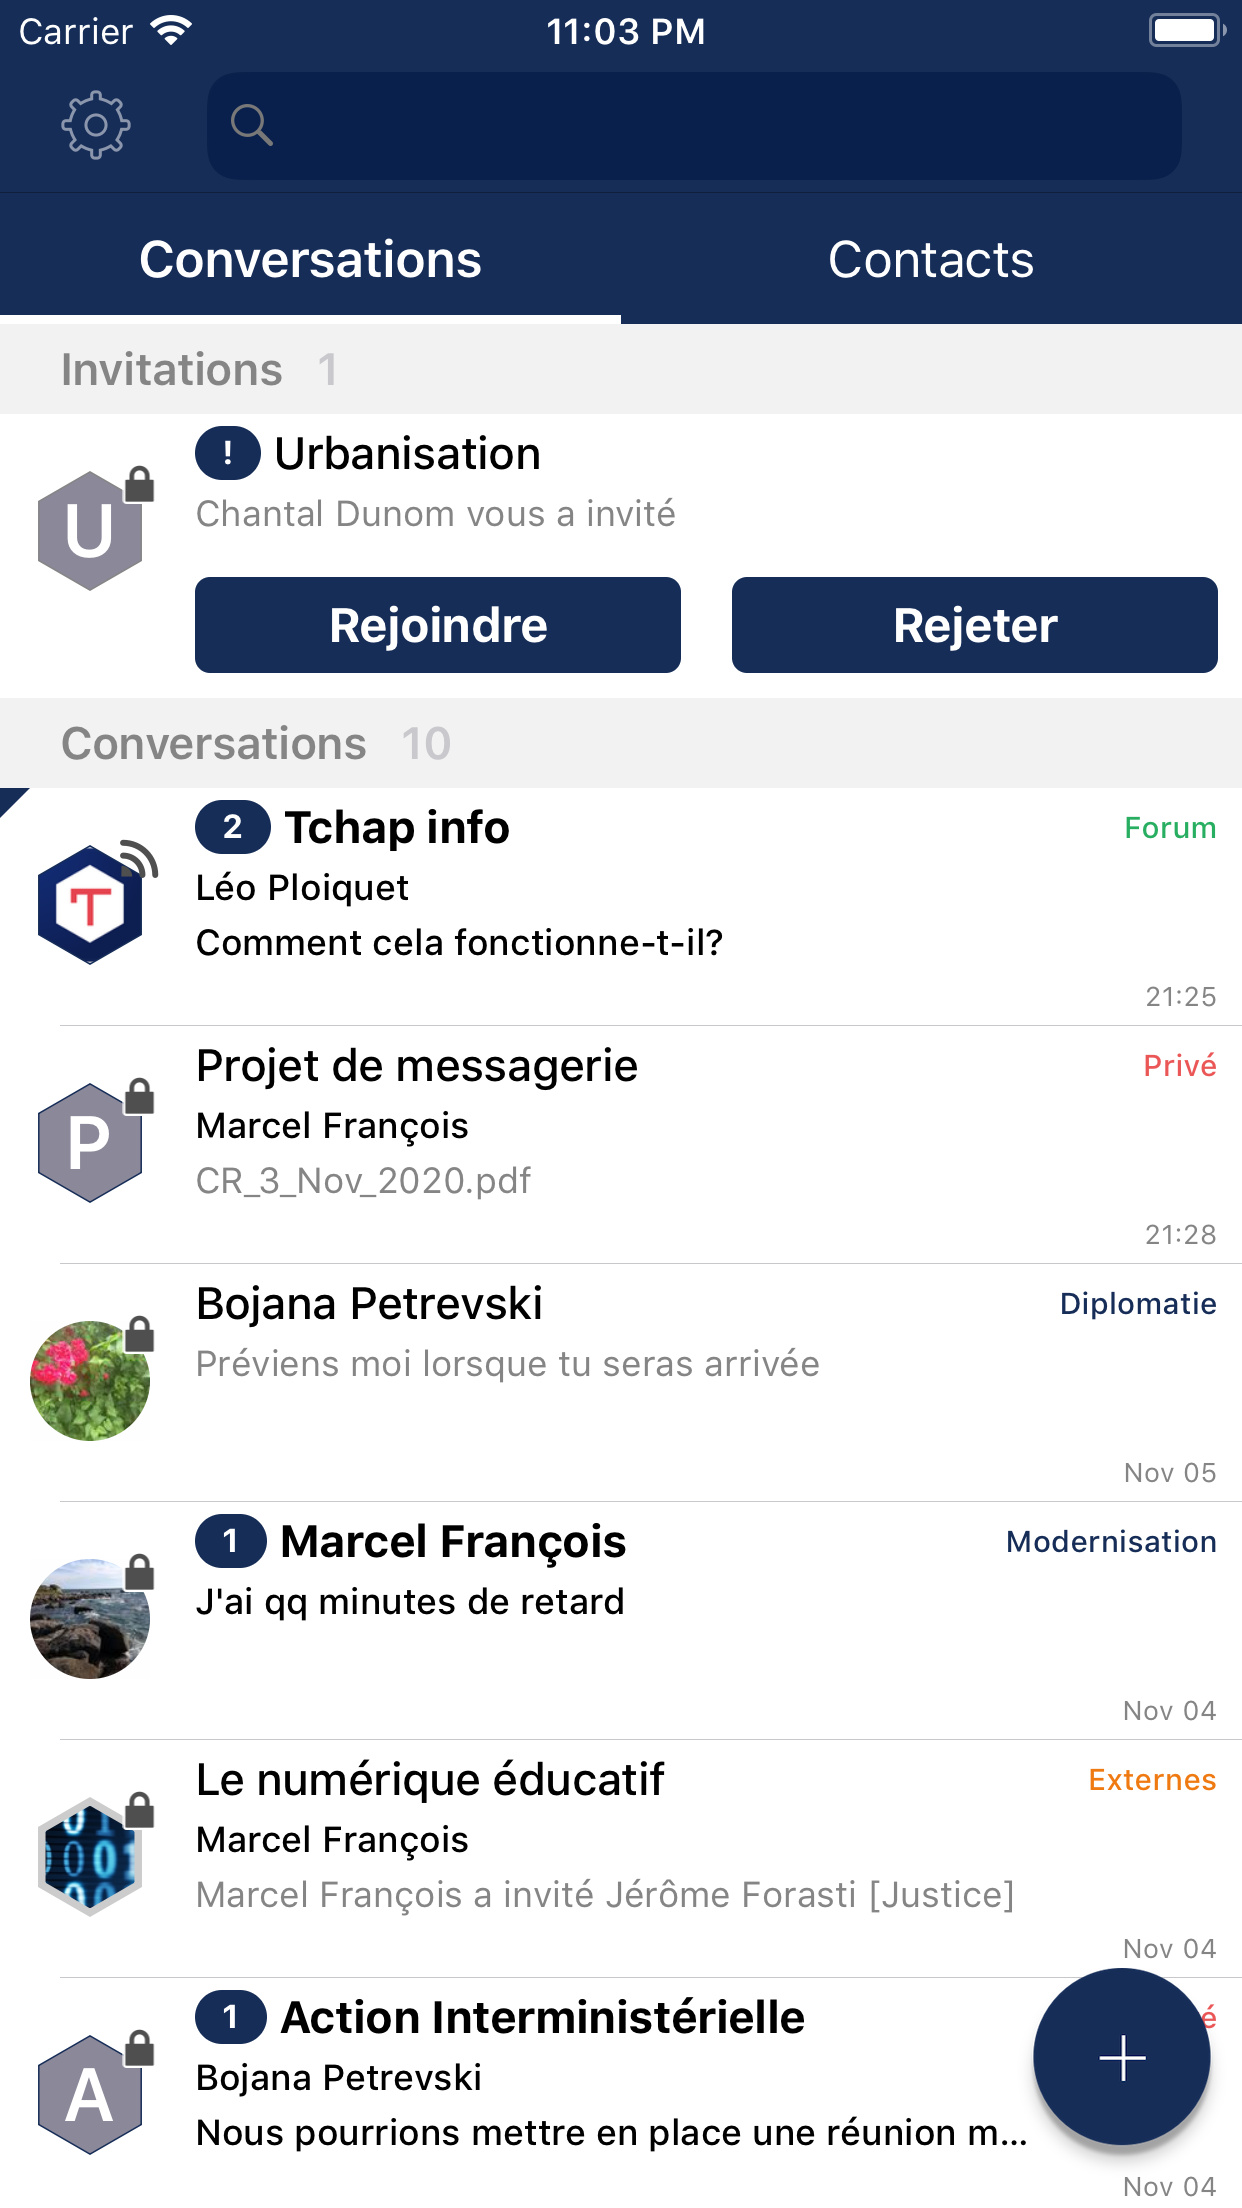 Carrier 11:03 PM
Conversations Contacts
Invitations 1
! Urbanisation
Chantal Dunom vous a invité
U
Rejoindre Rejeter
Conversations 10
2 Tchap info Forum
Léo Ploiquet
T
Comment cela fonctionne-t-il?
21:25
Projet de messagerie Privé
Marcel François
P
CR_3_Nov_2020.pdf
21:28
Bojana Petrevski Diplomatie
Préviens moi lorsque tu seras arrivée
Nov 05
1 Marcel François Modernisation
J'ai qq minutes de retard
Nov 04
Le numérique éducatif Externes
Marcel François
Marcel François a invité Jérôme Forasti [Justice]
Nov 04
1 Action Interministérielle é
Bojana Petrevski
A
Nous pourrions mettre en place une réunion m...
Nov 04